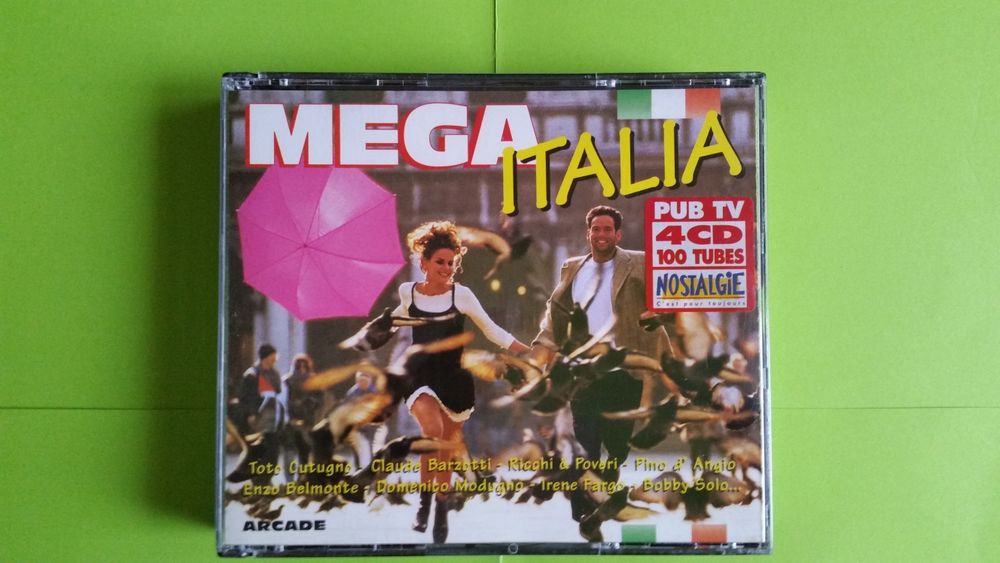 MEGA
ITALIA
PUB TV
4CD
100 TUBES
NOSTALGIE
C'est pour toujours
Toto Cutugno - Claude Barzotti - Ricchi & Poveri - Pino d' Angio
Enzo Belmonte - Domenico Modugno - Irene Fargo - Bobby Solo...
ARCADE